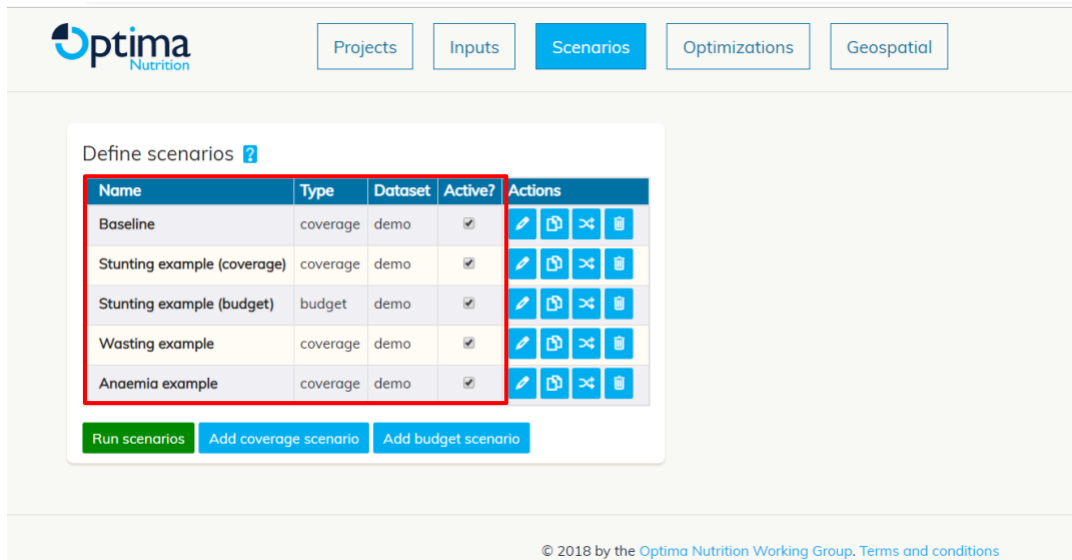 Optima
Nutrition
Projects Inputs Scenarios Optimizations Geospatial
Define scenarios ?
Name Type Dataset Active? Actions
Baseline coverage demo
Stunting example (coverage) coverage demo
Stunting example (budget) budget demo
Wasting example coverage demo
Anaemia example coverage demo
Run scenarios Add coverage scenario Add budget scenario
© 2018 by the Optima Nutrition Working Group. Terms and conditions